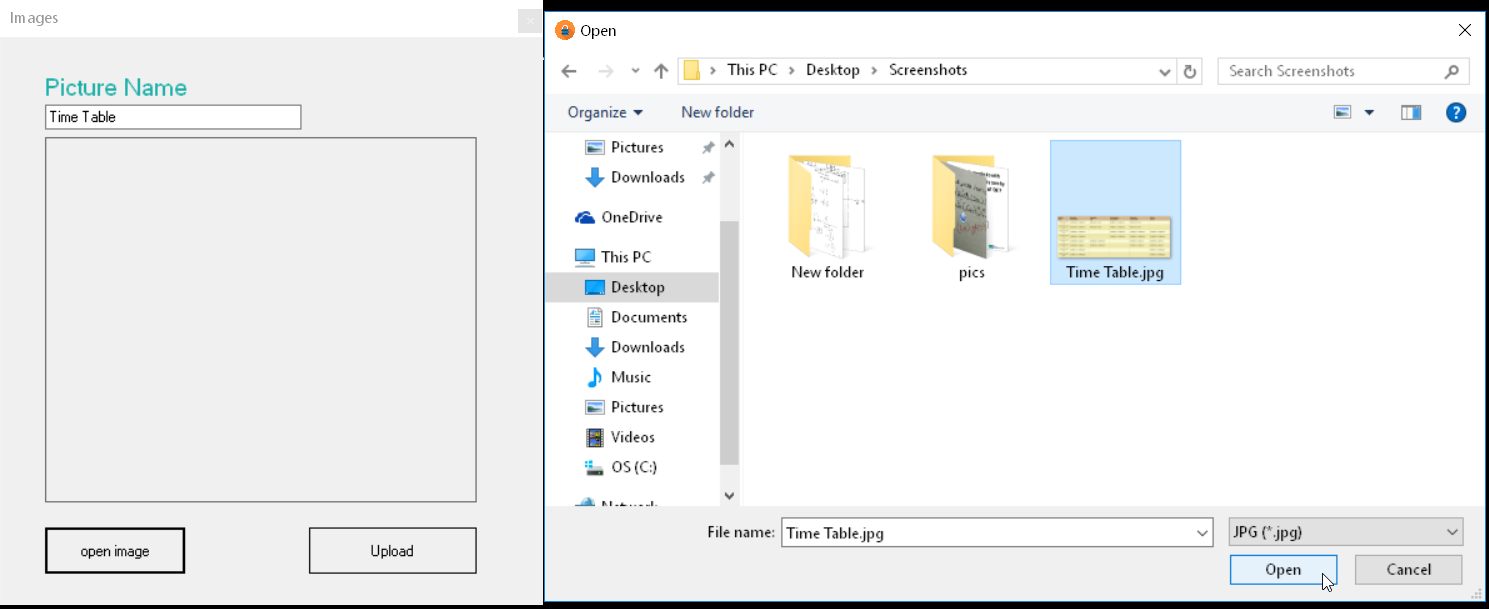 Images
Picture Name
Time Table
open image
Upload
Open
This PC
Desktop
Screenshots
Search Screenshots
Organize
New folder
Pictures
Downloads
OneDrive
This PC
Desktop
Documents
Downloads
Music
Pictures
Videos
OS (C:)
Network
New folder
pics
Time Table.jpg
File name:
Time Table.jpg
JPG (*.jpg)
Open
Cancel